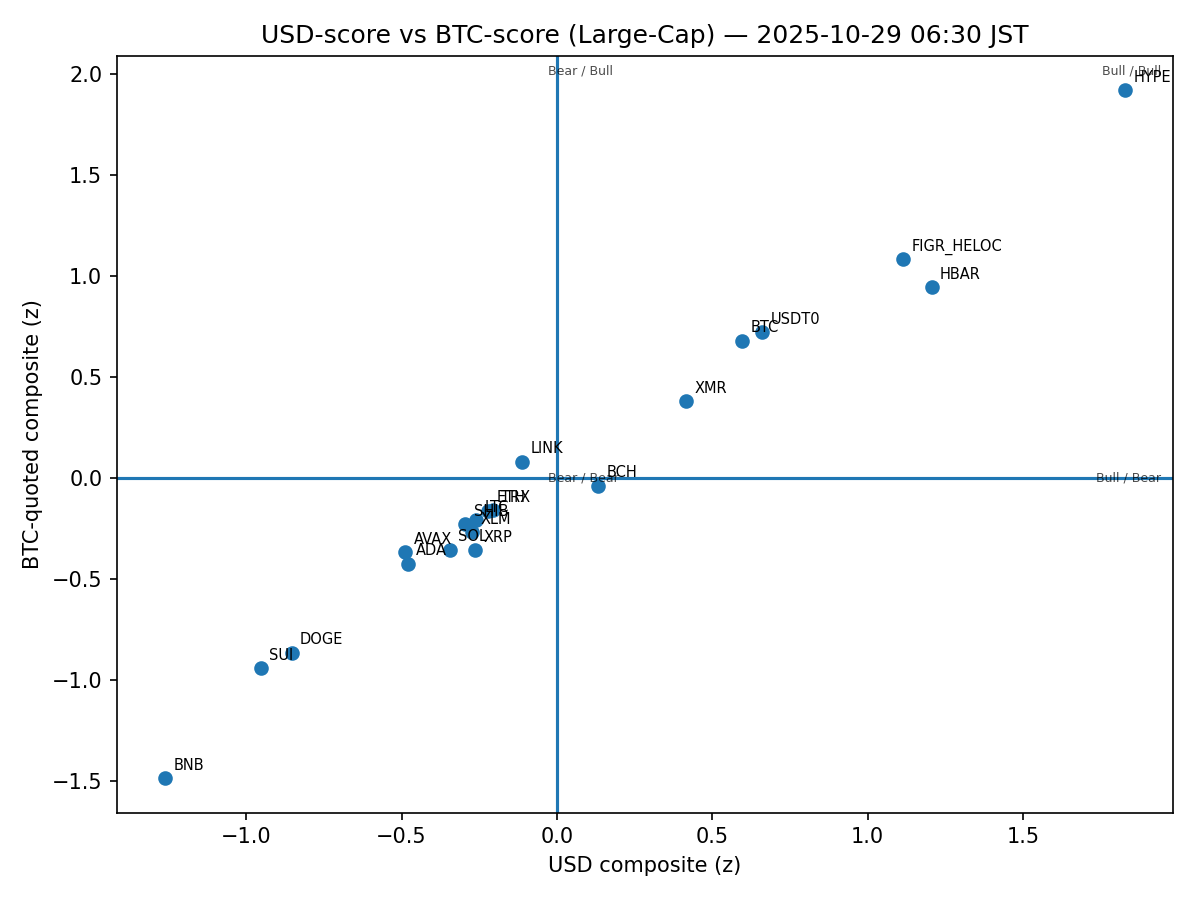 USD-score vs BTC-score (Large-Cap) — 2025-10-29 06:30 JST
2.0
1.5
1.0
0.5
0.0
−0.5
−1.0
−1.5
BTC-quoted composite (z)
Bear / Bull
Bull / Bull
HYPE
FIGR_HELOC
HBAR
USDT0
BTC
XMR
LINK
Bear / Bear
BCH
Bull / Bear
ETH
TRX
LTC
SHIB
XLM
SOL
XRP
AVAX
ADA
DOGE
SUI
BNB
−1.0
−0.5
0.0
0.5
1.0
1.5
USD composite (z)